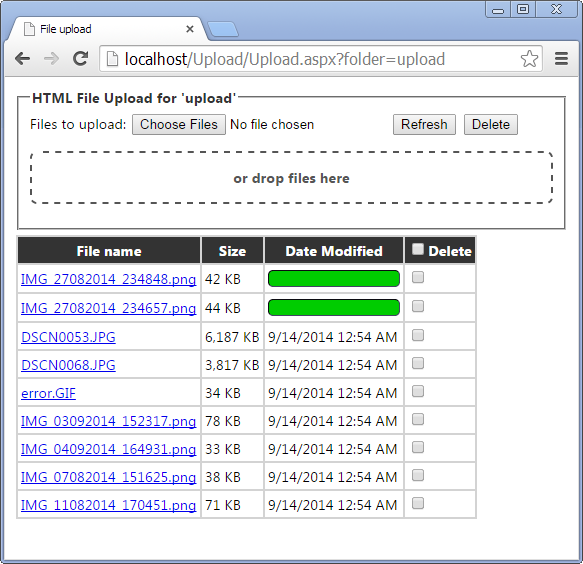 File upload
localhost/Upload/Upload.aspx?folder=upload
HTML File Upload for 'upload'
Files to upload: Choose Files No file chosen Refresh Delete
or drop files here
File name Size Date Modified Delete
IMG_27082014_234848.png 42 KB
IMG_27082014_234657.png 44 KB
DSCN0053.JPG 6,187 KB 9/14/2014 12:54 AM
DSCN0068.JPG 3,817 KB 9/14/2014 12:54 AM
error.GIF 34 KB 9/14/2014 12:54 AM
IMG_03092014_152317.png 78 KB 9/14/2014 12:54 AM
IMG_04092014_164931.png 33 KB 9/14/2014 12:54 AM
IMG_07082014_151625.png 38 KB 9/14/2014 12:54 AM
IMG_11082014_170451.png 71 KB 9/14/2014 12:54 AM